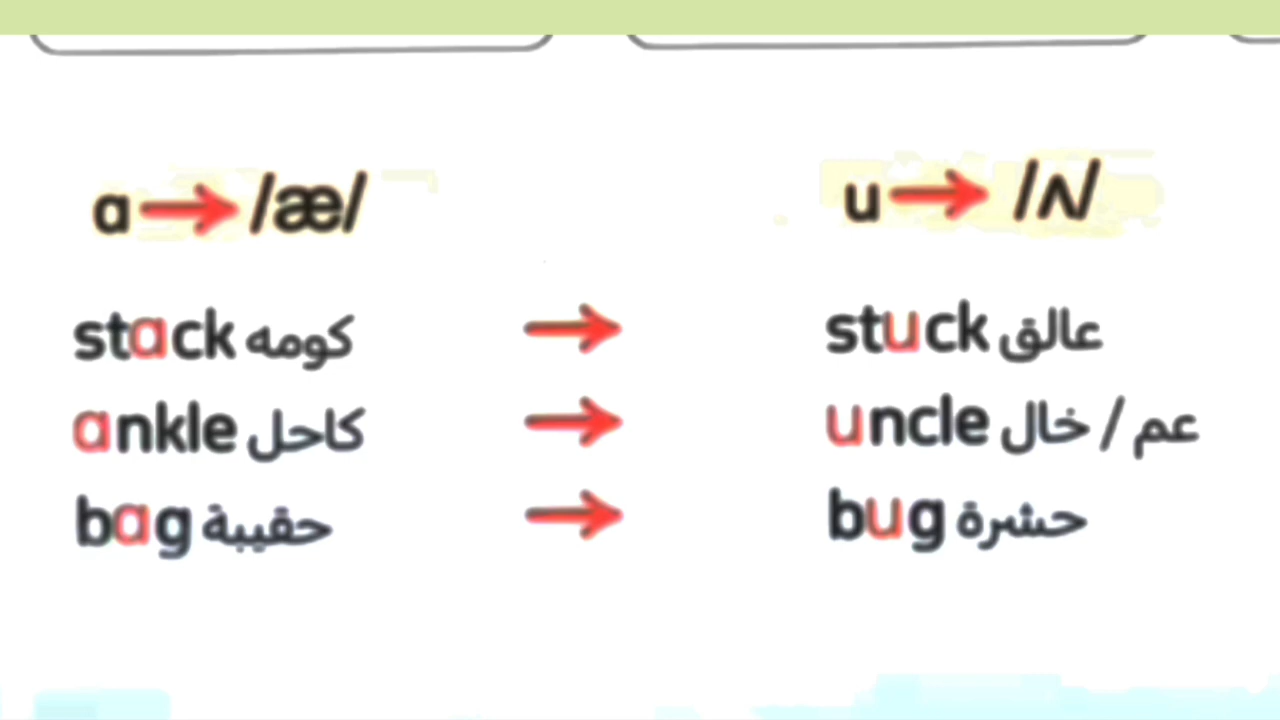 a → /æ/ u → /ʌ/
stack كومه → stuck عالق
ankle كاحل → uncle عم / خال
bag حقيبة → bug حشرة